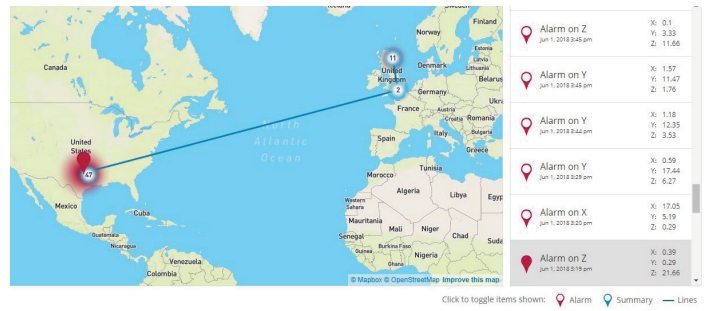 Sweden
Finland
Norway
Estonia
Latvia
Lithuania
Canada
11
United
Kingdom
Denmark
Belarus
2
Germany
Ukra
France
Austria
Croatia
Romania
North
Atlantic
Ocean
Spain
Italy
Bulgaria
Greece
United
States
47
Morocco
Tunisia
Mexico
Cuba
Algeria
Libya
Egyp
Western
Sahara
Mauritania
Mali
Niger
Chad
Suda
Senegal
Guatemala
Nicaragua
Guinea
Burkina Faso
Nigeria
Ghana
Venezuela
Colombia
© Mapbox © OpenStreetMap Improve this map
Alarm on Z
Jun 1, 2018 3:45 pm
X: 0.1
Y: 3.33
Z: 11.66
Alarm on Y
Jun 1, 2018 3:45 pm
X: 1.57
Y: 11.47
Z: 1.76
Alarm on Y
Jun 1, 2018 3:44 pm
X: 1.18
Y: 12.35
Z: 3.53
Alarm on Y
Jun 1, 2018 3:29 pm
X: 0.59
Y: 17.44
Z: 6.27
Alarm on X
Jun 1, 2018 3:20 pm
X: 17.05
Y: 5.19
Z: 0.29
Alarm on Z
Jun 1, 2018 3:19 pm
X: 0.39
Y: 0.29
Z: 21.66
Click to toggle items shown: Alarm Summary Lines